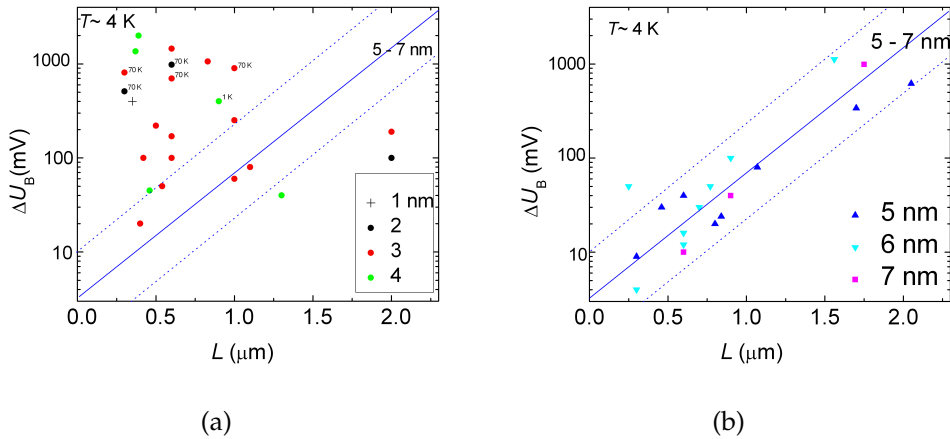 T~ 4 K
5 - 7 nm
1000
100
10
ΔU_B(mV)
70 K
70 K
70 K
70 K
70 K
1 K
1 nm
2
3
4
0.0 0.5 1.0 1.5 2.0
L (μm)
(a)
T~ 4 K
5 - 7 nm
1000
100
10
ΔU_B (mV)
5 nm
6 nm
7 nm
0.0 0.5 1.0 1.5 2.0
L (μm)
(b)